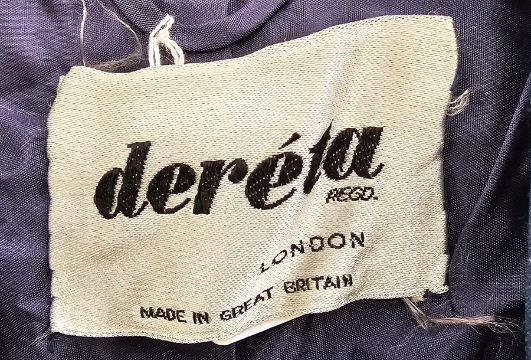 deréta
REGD.
LONDON
MADE IN GREAT BRITAIN